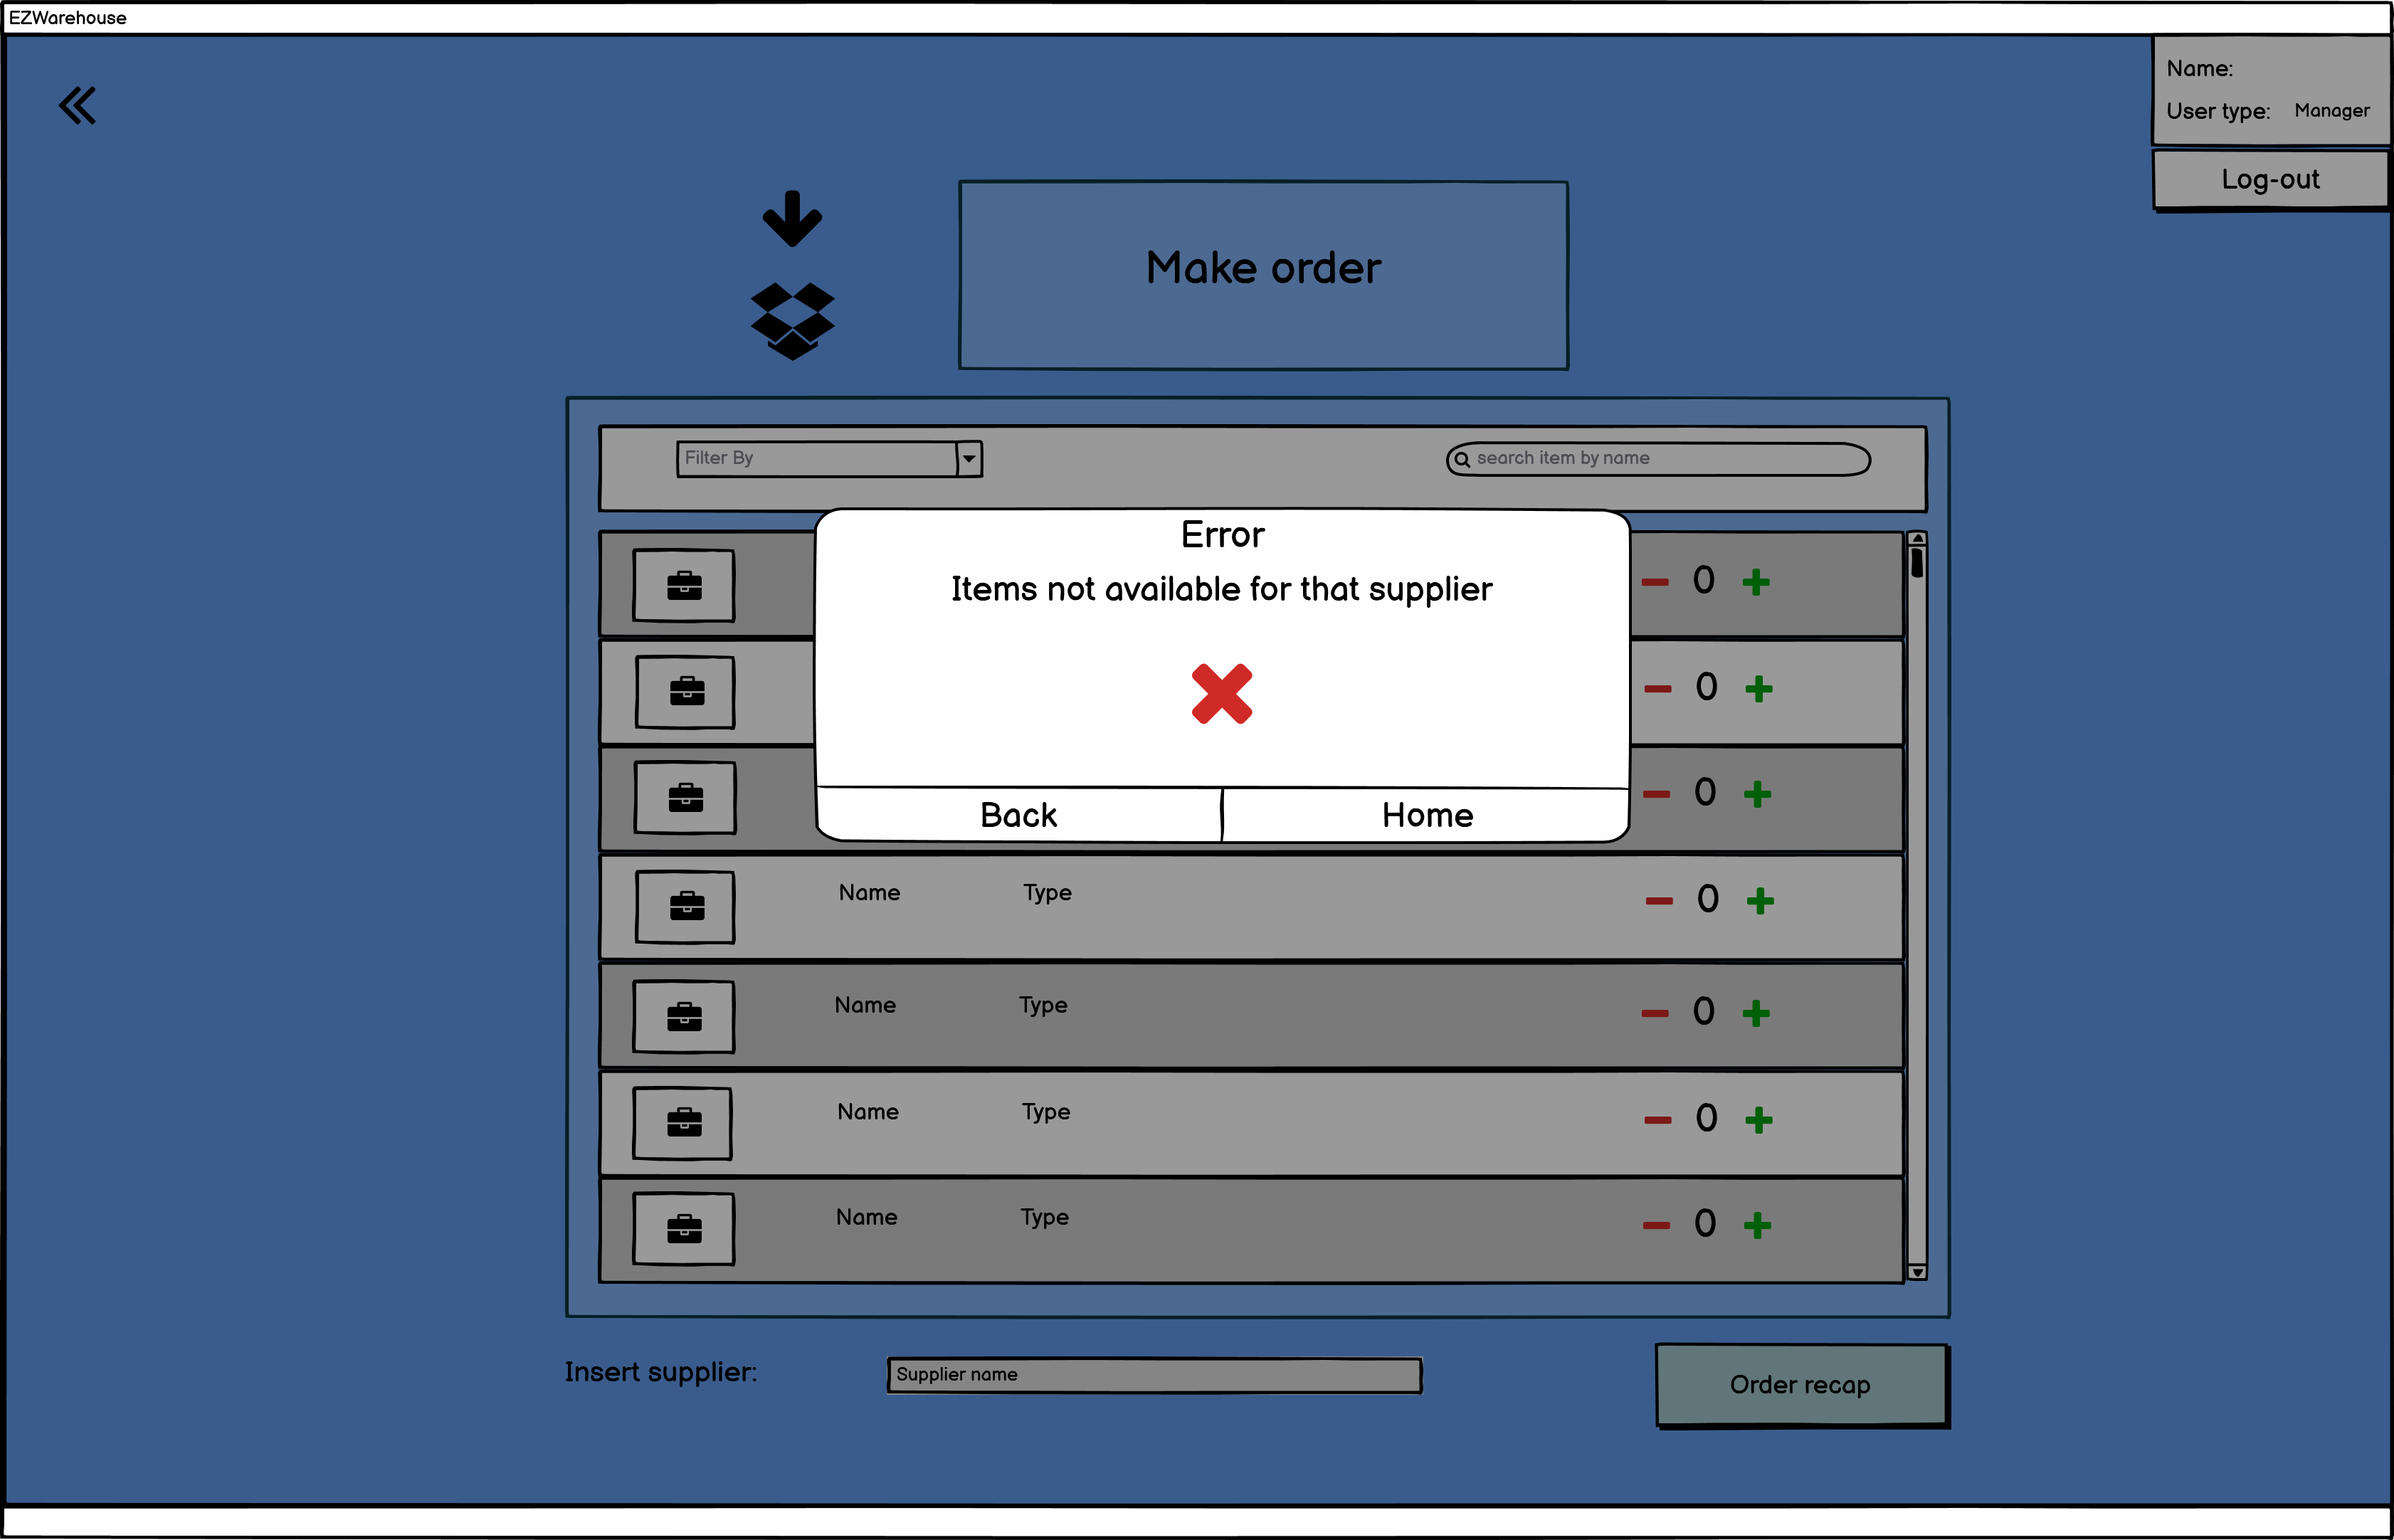 EZWarehouse
Name:
User type: Manager
Log-out
Make order
Filter By
search item by name
Error
Items not available for that supplier
Back
Home
0
0
0
Name Type 0
Name Type 0
Name Type 0
Name Type 0
Insert supplier:
Supplier name
Order recap